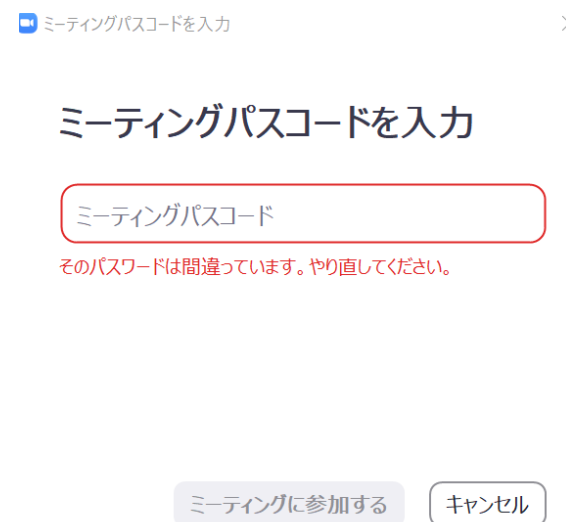 ミーティングパスコードを入力
ミーティングパスコードを入力
ミーティングパスコード
そのパスワードは間違っています。やり直してください。
ミーティングに参加する キャンセル